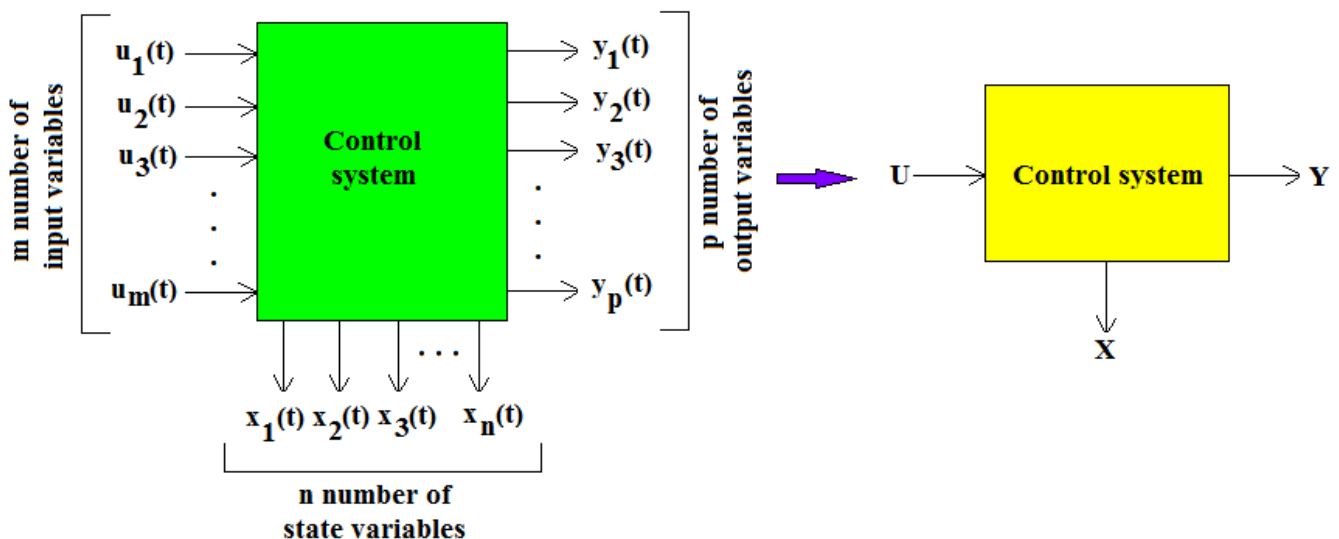 m number of
input variables
u1(t)
u2(t)
u3(t)
um(t)
Control
system
y1(t)
y2(t)
y3(t)
yp(t)
p number of
output variables
x1(t) x2(t) x3(t) xn(t)
n number of
state variables
U
Control system
Y
X